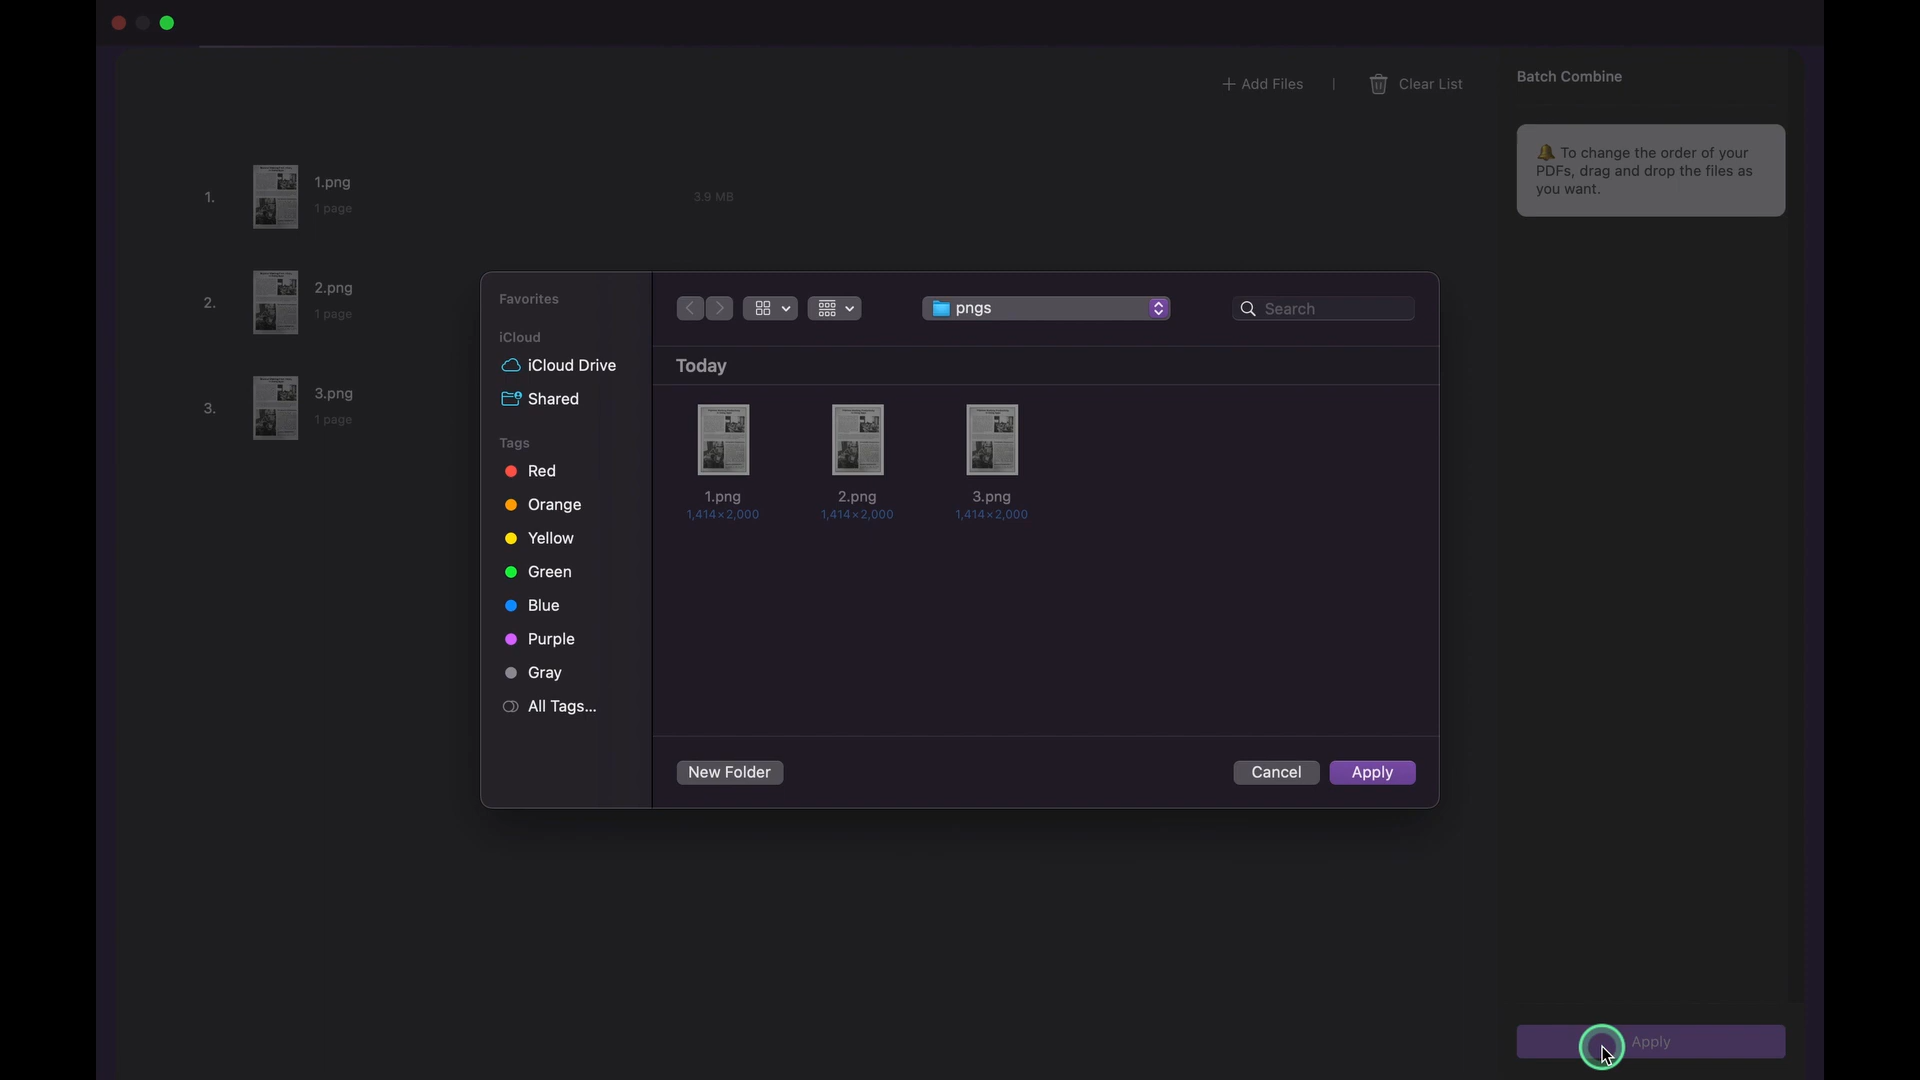 + Add Files | Clear List
Batch Combine
🔔 To change the order of your
PDFs, drag and drop the files as
you want.
1. 1.png
1 page
3.9 MB
2. 2.png
1 page
3. 3.png
1 page
Favorites
iCloud
iCloud Drive
Shared
Tags
Red
Orange
Yellow
Green
Blue
Purple
Gray
All Tags...
pngs
Search
Today
1.png
1,414×2,000
2.png
1,414×2,000
3.png
1,414×2,000
New Folder
Cancel
Apply
Apply